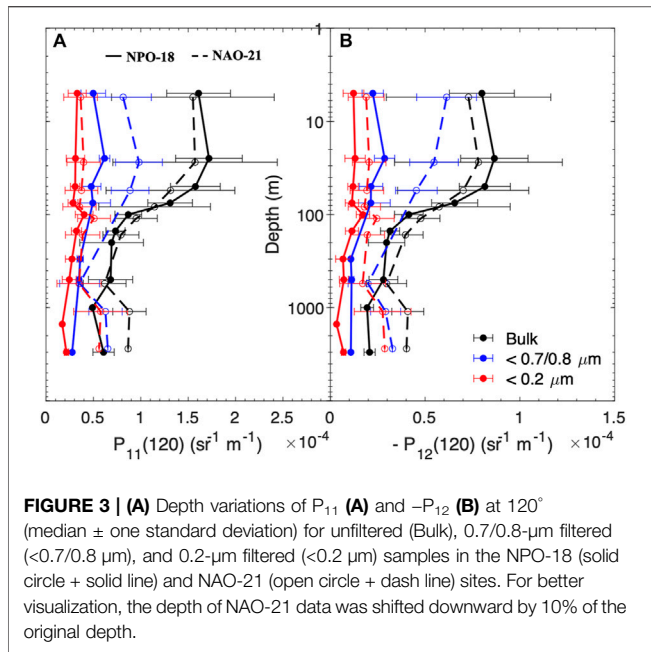 A
NPO-18
NAO-21
B
1
10
100
1000
Depth (m)
Bulk
< 0.7/0.8 μm
< 0.2 μm
0 0.5 1 1.5 2 2.5 3
P₁₁(120) (sr⁻¹ m⁻¹) ×10⁻⁴
0 0.5 1 1.5
- P₁₂(120) (sr⁻¹ m⁻¹) ×10⁻⁴
FIGURE 3 | (A) Depth variations of P₁₁ (A) and −P₁₂ (B) at 120°
(median ± one standard deviation) for unfiltered (Bulk), 0.7/0.8-μm filtered
(<0.7/0.8 μm), and 0.2-μm filtered (<0.2 μm) samples in the NPO-18 (solid
circle + solid line) and NAO-21 (open circle + dash line) sites. For better
visualization, the depth of NAO-21 data was shifted downward by 10% of the
original depth.